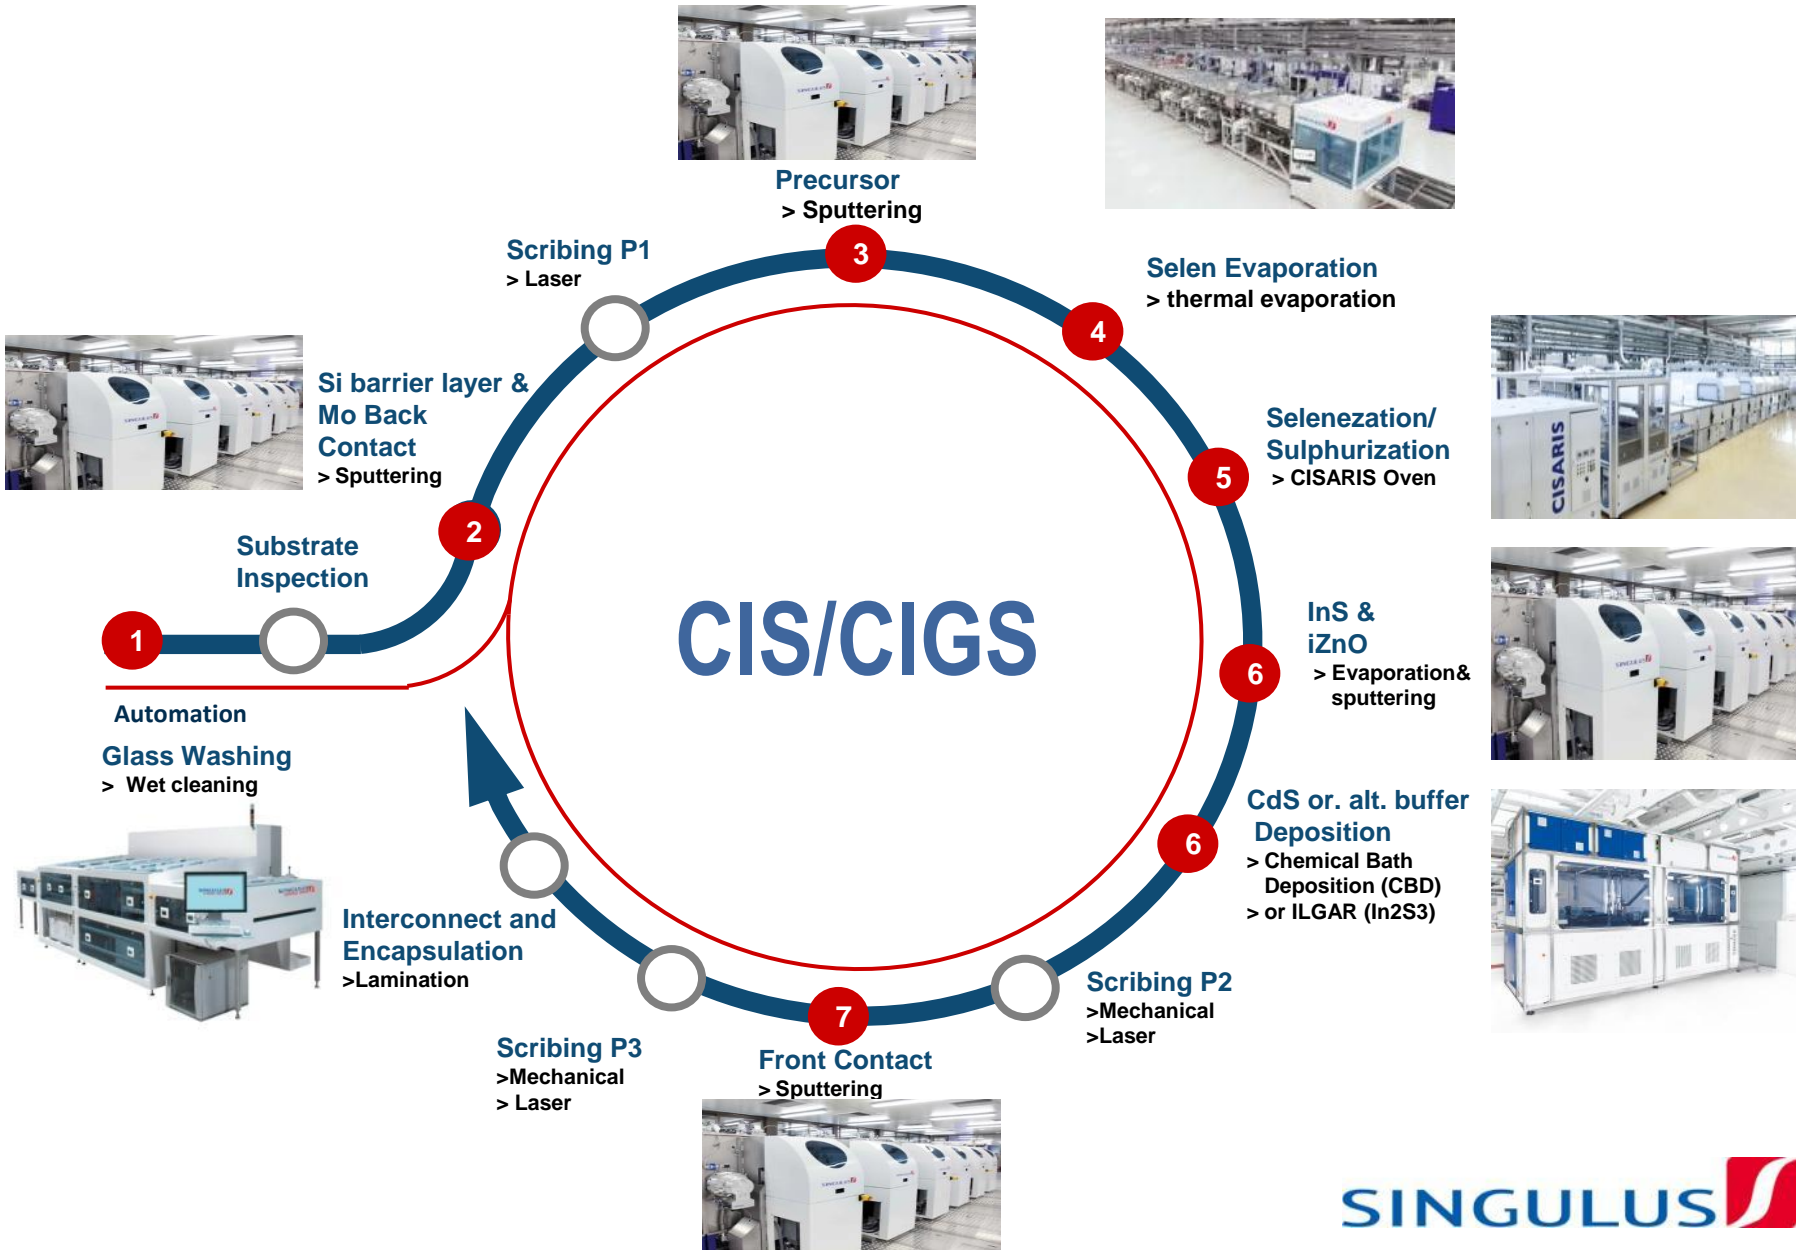 Precursor
> Sputtering
3
Scribing P1
> Laser
Selen Evaporation
> thermal evaporation
4
Si barrier layer &
Mo Back
Contact
> Sputtering
2
Selenezation/
Sulphurization
> CISARIS Oven
5
CISARIS
Substrate
Inspection
1
CIS/CIGS
InS &
iZnO
> Evaporation&
sputtering
6
Automation
Glass Washing
> Wet cleaning
CdS or. alt. buffer
Deposition
> Chemical Bath
Deposition (CBD)
> or ILGAR (In2S3)
6
Interconnect and
Encapsulation
>Lamination
Scribing P2
>Mechanical
>Laser
7
Scribing P3
>Mechanical
> Laser
Front Contact
> Sputtering
SINGULUS
SINGULUS